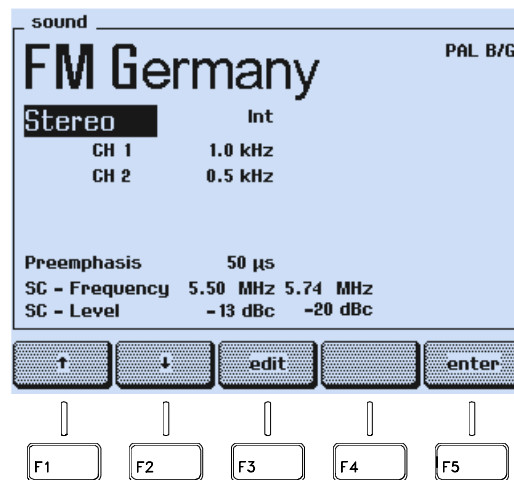 sound
FM Germany PAL B/G
Stereo Int
CH 1 1.0 kHz
CH 2 0.5 kHz
Preemphasis 50 µs
SC - Frequency 5.50 MHz 5.74 MHz
SC - Level -13 dBc -20 dBc
↑ ↓ edit enter
F1 F2 F3 F4 F5